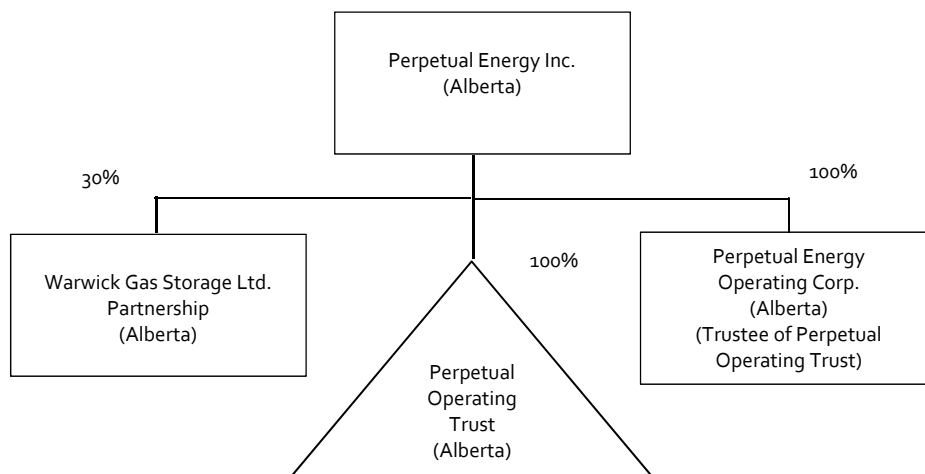 Perpetual Energy Inc.
(Alberta)
30%
100%
Warwick Gas Storage Ltd.
Partnership
(Alberta)
100%
Perpetual Energy
Operating Corp.
(Alberta)
(Trustee of Perpetual
Operating Trust)
Perpetual
Operating
Trust
(Alberta)